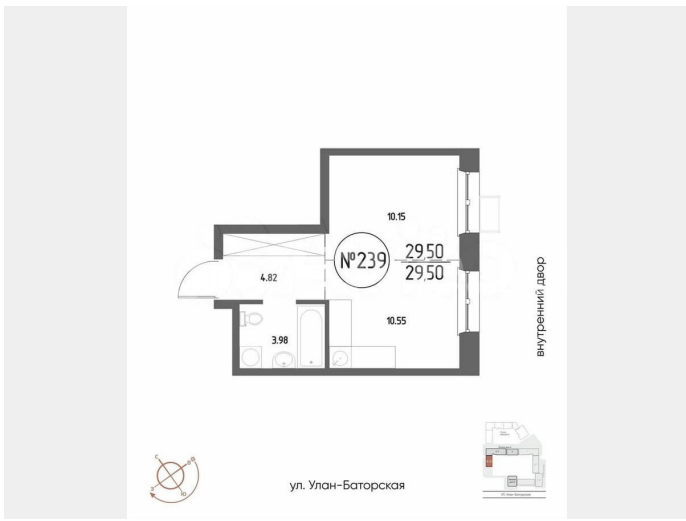 10.15
№239
29,50
29,50
4.82
10.55
3.98
внутренний двор
ул. Улан-Баторская
С
В
З
Ю